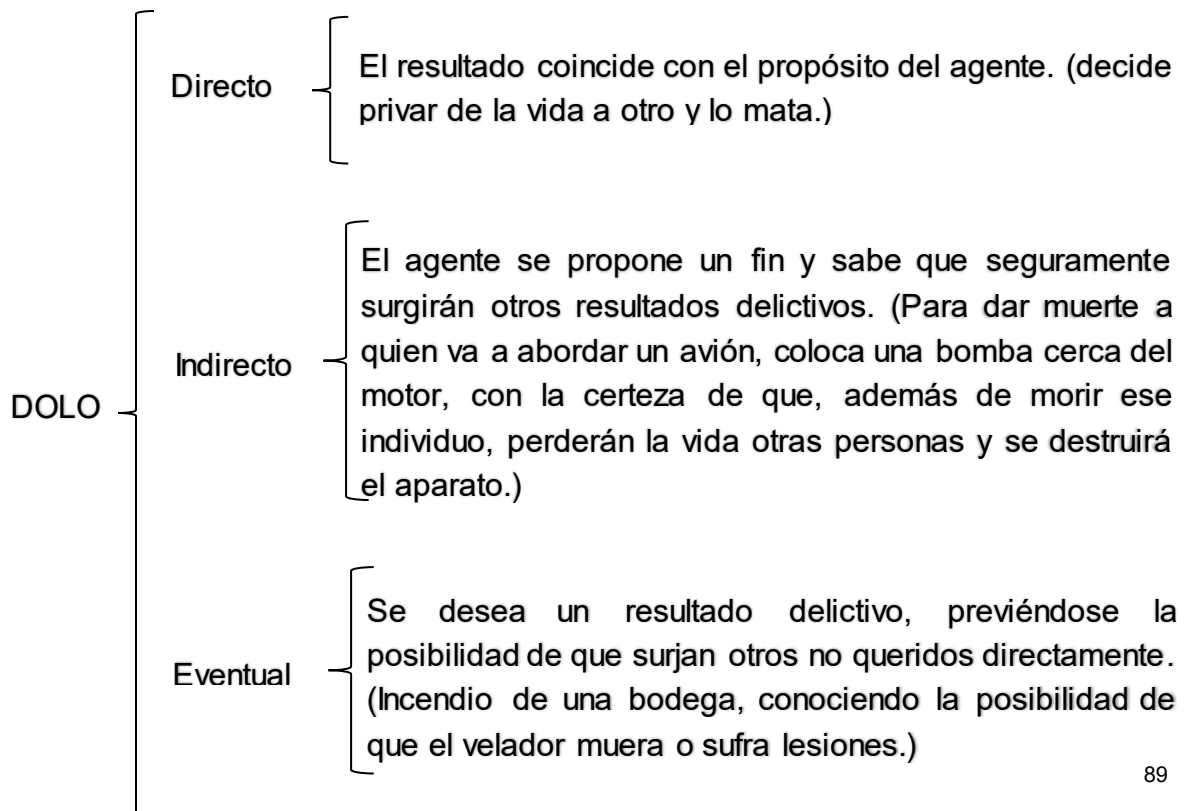 DOLO
Directo
El resultado coincide con el propósito del agente. (decide
privar de la vida a otro y lo mata.)
Indirecto
El agente se propone un fin y sabe que seguramente
surgirán otros resultados delictivos. (Para dar muerte a
quien va a abordar un avión, coloca una bomba cerca del
motor, con la certeza de que, además de morir ese
individuo, perderán la vida otras personas y se destruirá
el aparato.)
Eventual
Se desea un resultado delictivo, previéndose la
posibilidad de que surjan otros no queridos directamente.
(Incendio de una bodega, conociendo la posibilidad de
que el velador muera o sufra lesiones.)
89